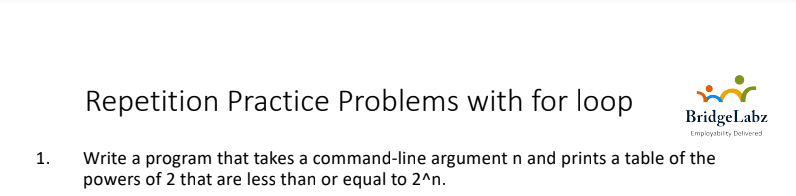 Repetition Practice Problems with for loop
BridgeLabz
Employability Delivered
1. Write a program that takes a command-line argument n and prints a table of the
powers of 2 that are less than or equal to 2^n.